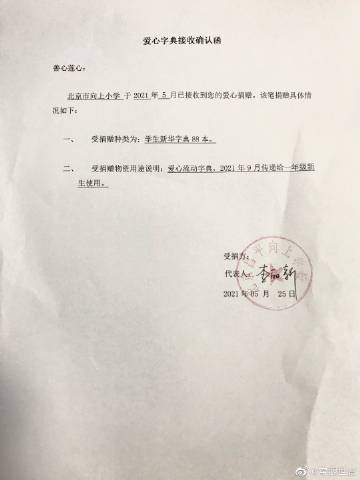 爱心字典接收确认函
善心莲心:
北京市向上小学 于 2021 年 5 月已接收到您的爱心捐赠。该笔捐赠具体情
况如下:
一、 受捐赠种类为:学生新华字典 88 本。
二、 受捐赠物资用途说明:爱心流动字典,2021 年 9 月传递给一年级新
生使用。
受捐方:
代表人:
平向上
2021 年 05 月 25 日